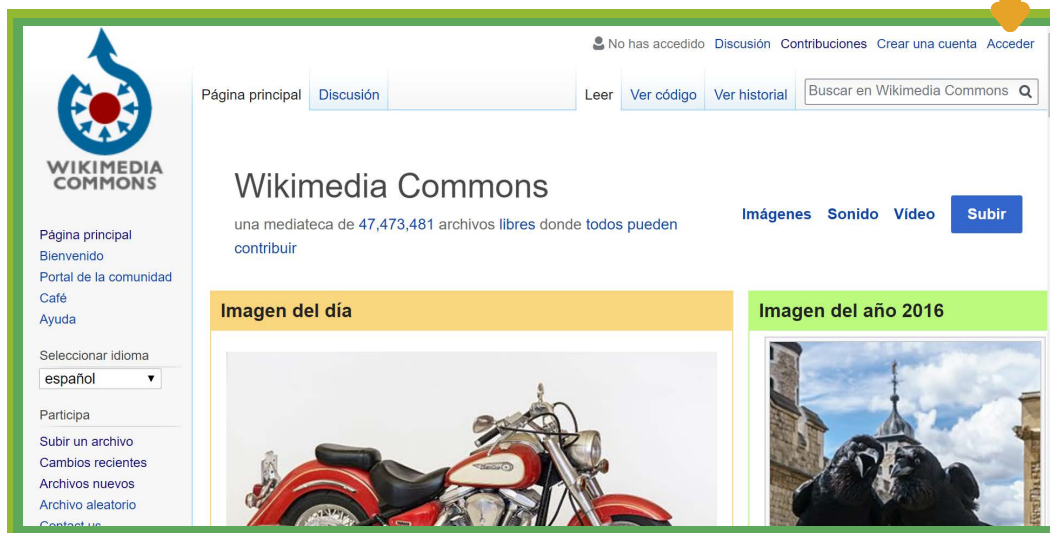 No has accedido Discusión Contribuciones Crear una cuenta Acceder
Página principal Discusión Leer Ver código Ver historial Buscar en Wikimedia Commons
WIKIMEDIA
COMMONS
Wikimedia Commons
una mediateca de 47,473,481 archivos libres donde todos pueden
contribuir
Imágenes Sonido Vídeo Subir
Página principal
Bienvenido
Portal de la comunidad
Café
Ayuda
Seleccionar idioma
español
Participa
Subir un archivo
Cambios recientes
Archivos nuevos
Archivo aleatorio
Contact us
Imagen del día
Imagen del año 2016